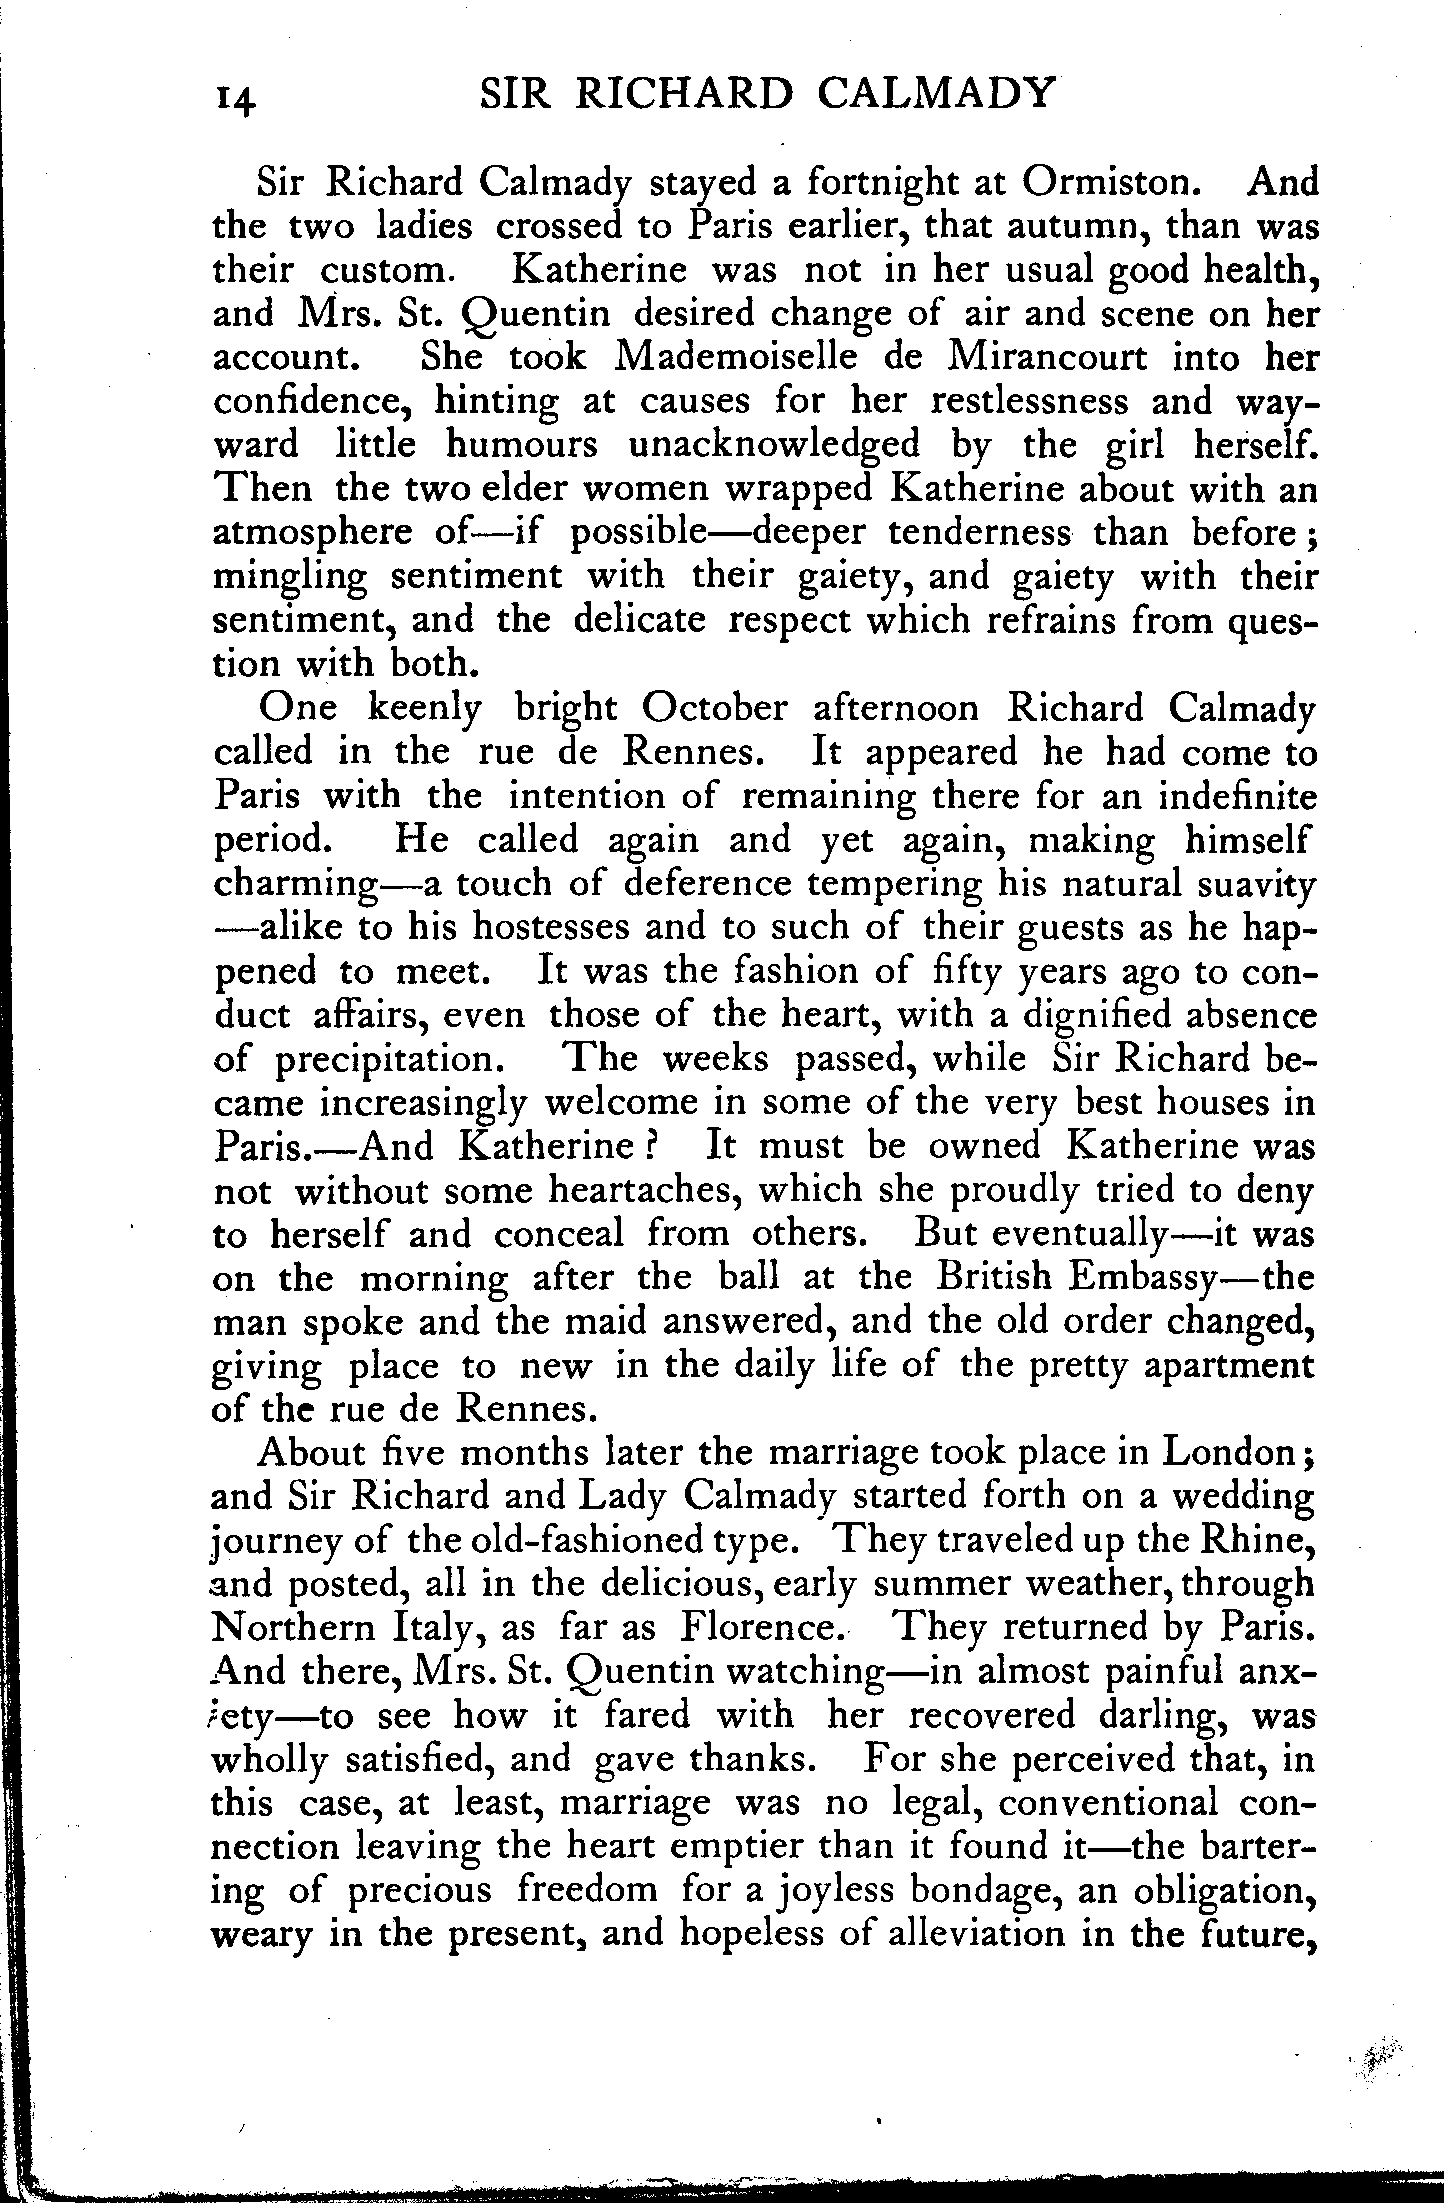 14 SIR RICHARD CALMADY
Sir Richard Calmady stayed a fortnight at Ormiston. And
the two ladies crossed to Paris earlier, that autumn, than was
their custom. Katherine was not in her usual good health,
and Mrs. St. Quentin desired change of air and scene on her
account. She took Mademoiselle de Mirancourt into her
confidence, hinting at causes for her restlessness and way-
ward little humours unacknowledged by the girl herself.
Then the two elder women wrapped Katherine about with an
atmosphere of—if possible—deeper tenderness than before;
mingling sentiment with their gaiety, and gaiety with their
sentiment, and the delicate respect which refrains from ques-
tion with both.
One keenly bright October afternoon Richard Calmady
called in the rue de Rennes. It appeared he had come to
Paris with the intention of remaining there for an indefinite
period. He called again and yet again, making himself
charming—a touch of deference tempering his natural suavity
—alike to his hostesses and to such of their guests as he hap-
pened to meet. It was the fashion of fifty years ago to con-
duct affairs, even those of the heart, with a dignified absence
of precipitation. The weeks passed, while Sir Richard be-
came increasingly welcome in some of the very best houses in
Paris.—And Katherine? It must be owned Katherine was
not without some heartaches, which she proudly tried to deny
to herself and conceal from others. But eventually—it was
on the morning after the ball at the British Embassy—the
man spoke and the maid answered, and the old order changed,
giving place to new in the daily life of the pretty apartment
of the rue de Rennes.
About five months later the marriage took place in London;
and Sir Richard and Lady Calmady started forth on a wedding
journey of the old-fashioned type. They traveled up the Rhine,
and posted, all in the delicious, early summer weather, through
Northern Italy, as far as Florence. They returned by Paris.
And there, Mrs. St. Quentin watching—in almost painful anx-
iety—to see how it fared with her recovered darling, was
wholly satisfied, and gave thanks. For she perceived that, in
this case, at least, marriage was no legal, conventional con-
nection leaving the heart emptier than it found it—the barter-
ing of precious freedom for a joyless bondage, an obligation,
weary in the present, and hopeless of alleviation in the future,